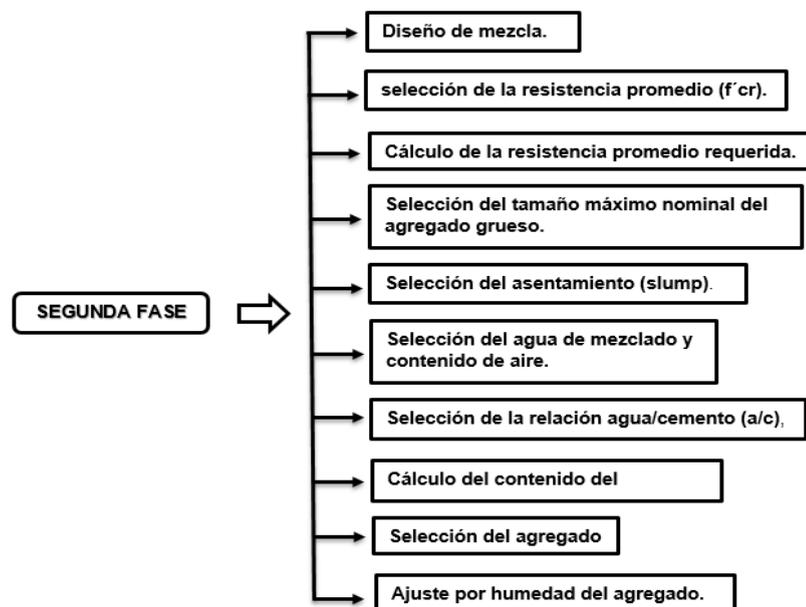 Diseño de mezcla.
selección de la resistencia promedio (f´cr).
Cálculo de la resistencia promedio requerida.
Selección del tamaño máximo nominal del
agregado grueso.
Selección del asentamiento (slump).
SEGUNDA FASE
Selección del agua de mezclado y
contenido de aire.
Selección de la relación agua/cemento (a/c),
Cálculo del contenido del
Selección del agregado
Ajuste por humedad del agregado.